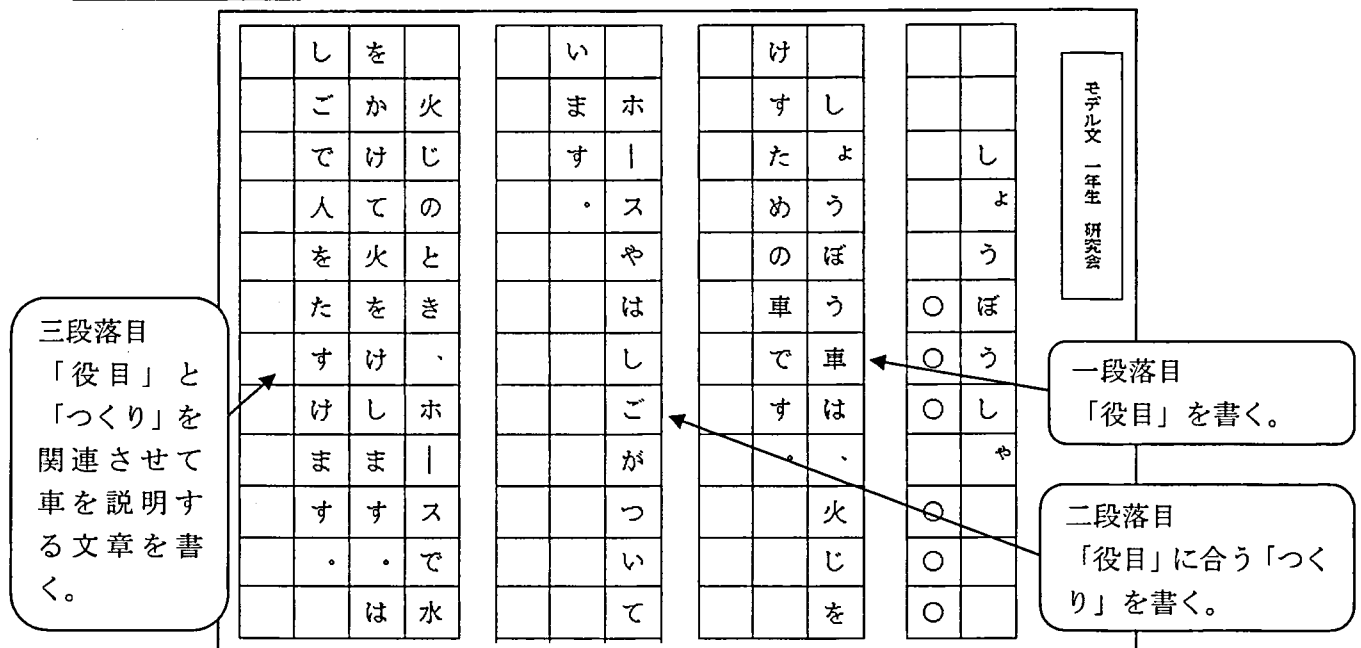 モデル文 一年生 研究会
しょうぼうしゃ
○○○ ○○○
しょうぼう車は、火じを
けすための車です。
ホースやはしごがついて
います。
火じのとき、ホースで水
をかけて火をけします。は
しごで人をたすけます。
一段落目
「役目」を書く。
二段落目
「役目」に合う「つく
り」を書く。
三段落目
「役目」と
「つくり」を
関連させて
車を説明す
る文章を書
く。